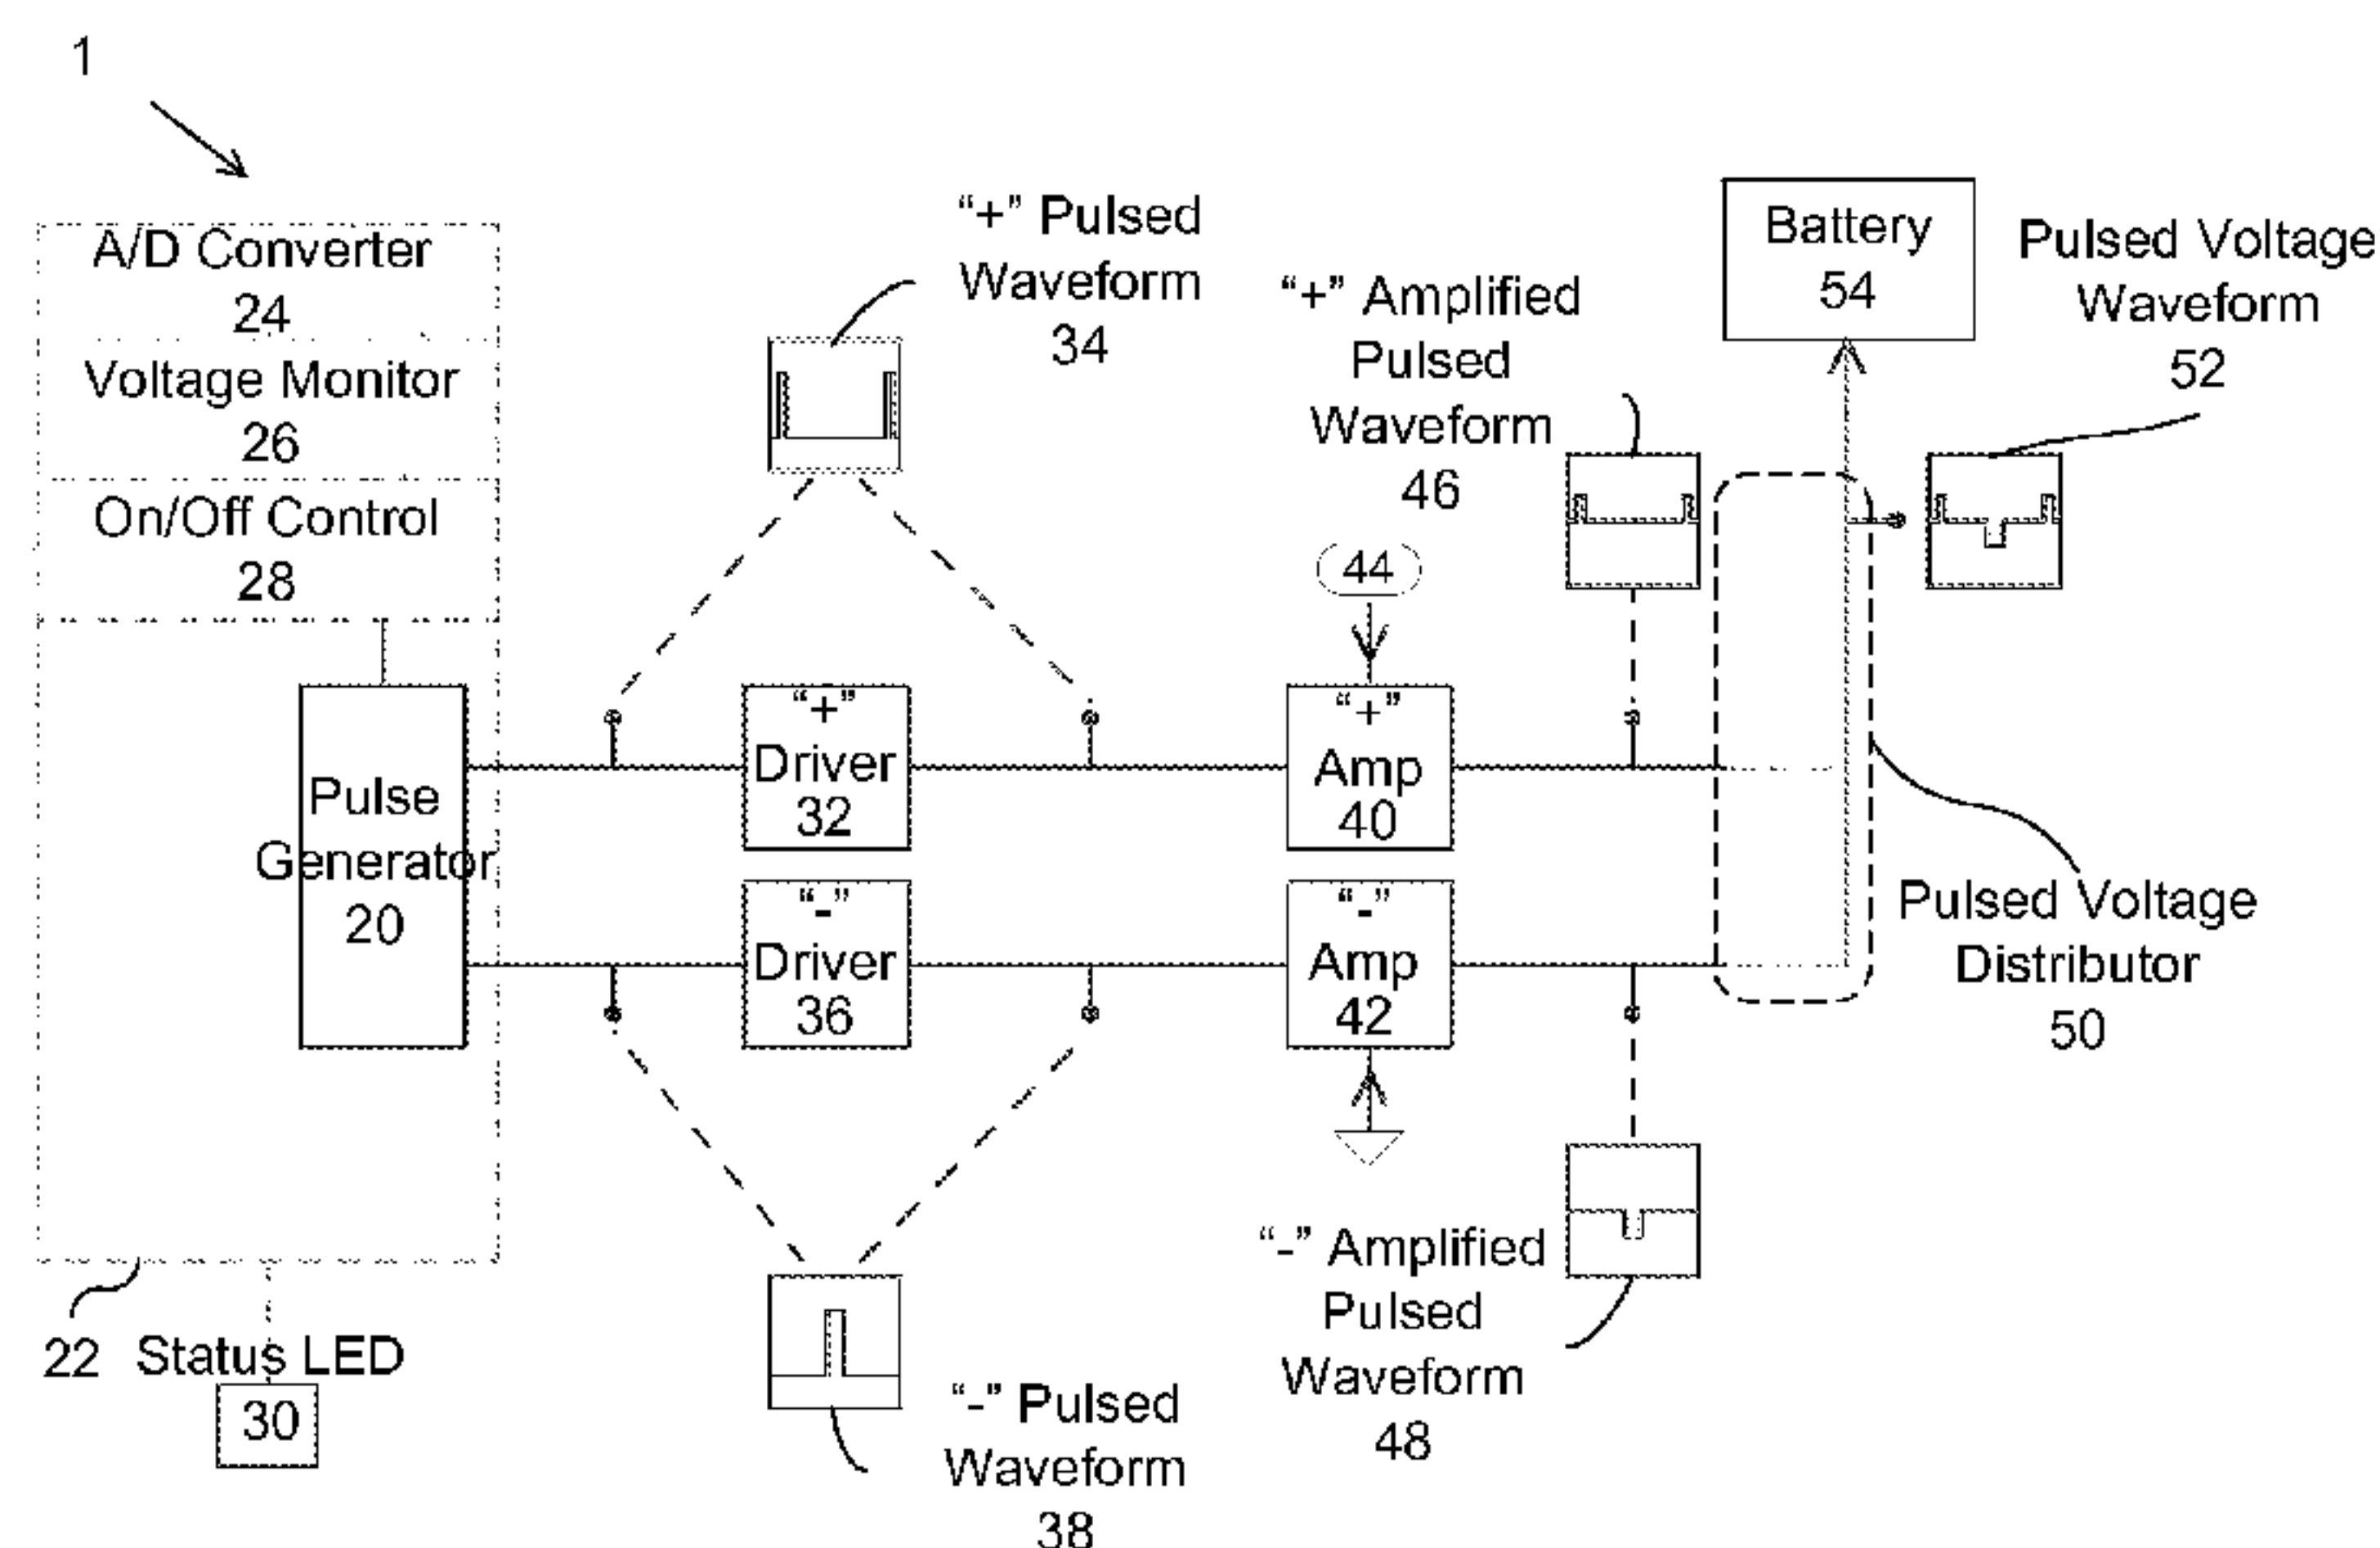 1
A/D Converter
24
Voltage Monitor
26
On/Off Control
28
Pulse
Generator
20
22
Status LED
30
“+” Pulsed
Waveform
34
“+”
Driver
32
“-”
Driver
36
“-” Pulsed
Waveform
38
“+” Amplified
Pulsed
Waveform
46
44
“+”
Amp
40
“-”
Amp
42
“-” Amplified
Pulsed
Waveform
48
Battery
54
Pulsed Voltage
Waveform
52
Pulsed Voltage
Distributor
50